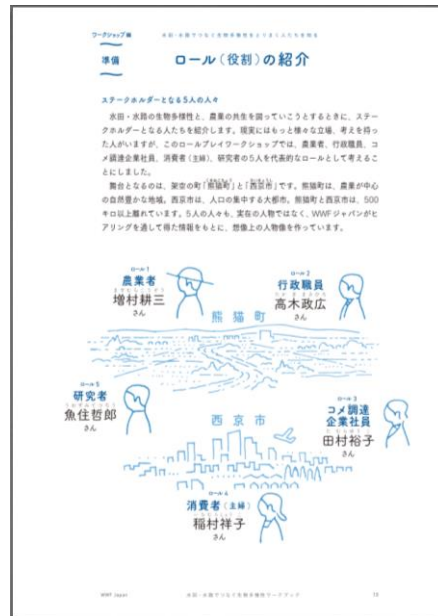 ワークショップ編
水田・水路でつなぐ生物多様性をとりまく人たちを知る
準備
ロール(役割)の紹介
ステークホルダーとなる5人の人々
水田・水路の生物多様性と、農業の共生を図っていこうとするときに、ステー
クホルダーとなる人たちを紹介します。現実にはもっと様々な立場、考えを持っ
た人がいますが、このロールプレイワークショップでは、農業者、行政職員、コ
メ調達企業社員、消費者(主婦)、研究者の5人を代表的なロールとして考えるこ
とにしました。
舞台となるのは、架空の町「熊猫町」と「西京市」です。熊猫町は、農業が中心
の自然豊かな地域。西京市は、人口の集中する大都市。熊猫町と西京市は、500
キロ以上離れています。5人の人々も、実在の人物ではなく、WWFジャパンがヒ
アリングを通して得た情報をもとに、想像上の人物像を作っています。
ロール1
農業者
ますむらこうぞう
増村耕三
さん
ロール2
行政職員
高木政広
さん
熊猫町
ロール5
研究者
うおずみてつろう
魚住哲郎
さん
西京市
ロール3
コメ調達
企業社員
田村裕子
さん
ロール4
消費者(主婦)
稲村祥子
さん
WWF Japan
水田・水路でつなぐ生物多様性ワークブック